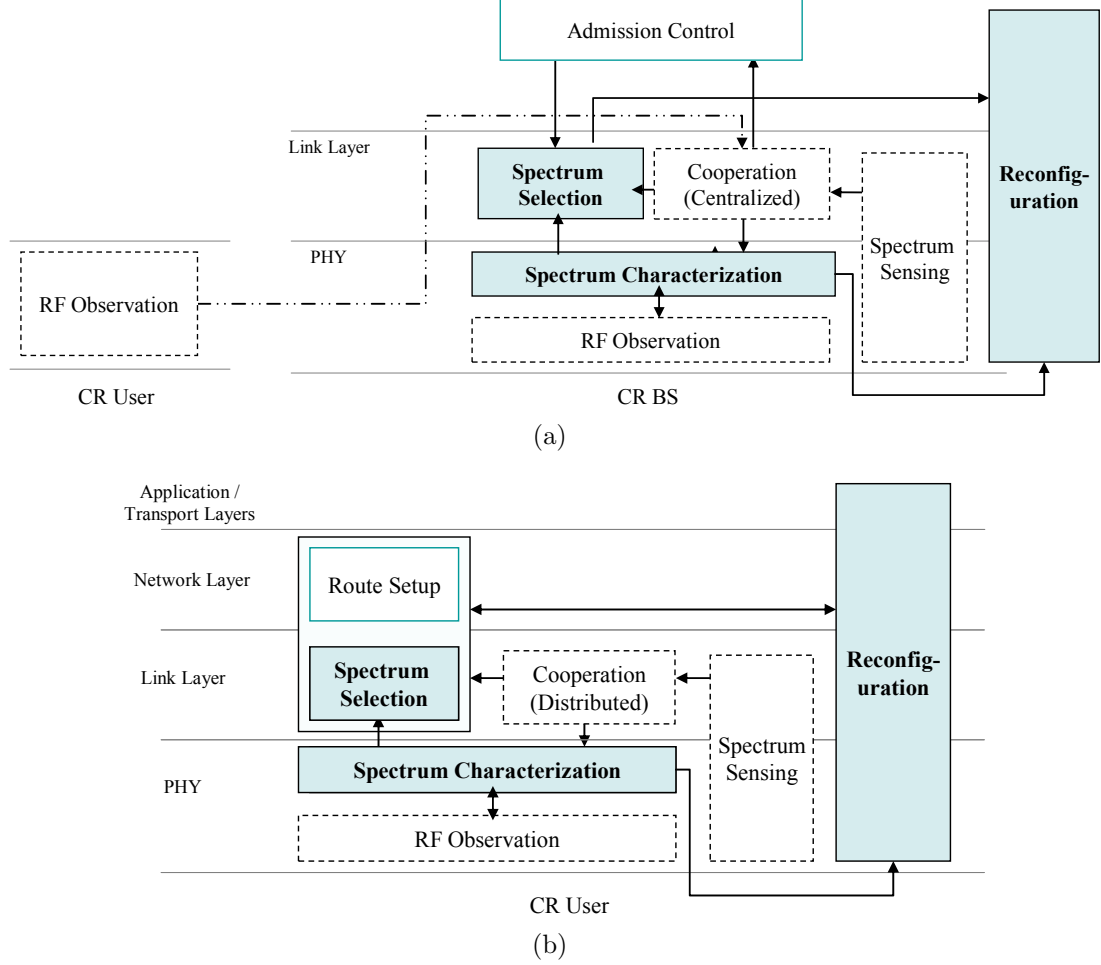 Admission Control
Link Layer
Spectrum
Selection
Cooperation
(Centralized)
Reconfig-
uration
PHY
Spectrum
Sensing
Spectrum Characterization
RF Observation
RF Observation
CR User
CR BS
(a)
Application /
Transport Layers
Network Layer
Route Setup
Link Layer
Spectrum
Selection
Cooperation
(Distributed)
Reconfig-
uration
Spectrum
Sensing
PHY
Spectrum Characterization
RF Observation
CR User
(b)